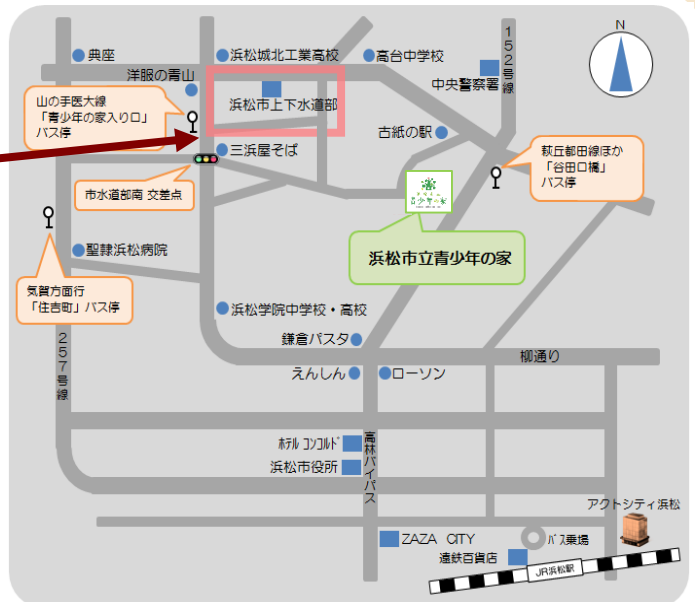 N
典座
浜松城北工業高校
高台中学校
152号線
洋服の青山
中央警察署
山の手医大線
「青少年の家入り口」
バス停
浜松市上下水道部
古紙の駅
萩丘都田線ほか
「谷田口橋」
バス停
三浜屋そば
市水道部南 交差点
青少年の家
浜松市立青少年の家
聖隷浜松病院
気賀方面行
「住吉町」バス停
浜松学院中学校・高校
257号線
鎌倉パスタ
柳通り
えんしん
ローソン
ホテル コンコルド
高林バイパス
浜松市役所
アクトシティ浜松
ZAZA CITY
バス乗場
遠鉄百貨店
JR浜松駅